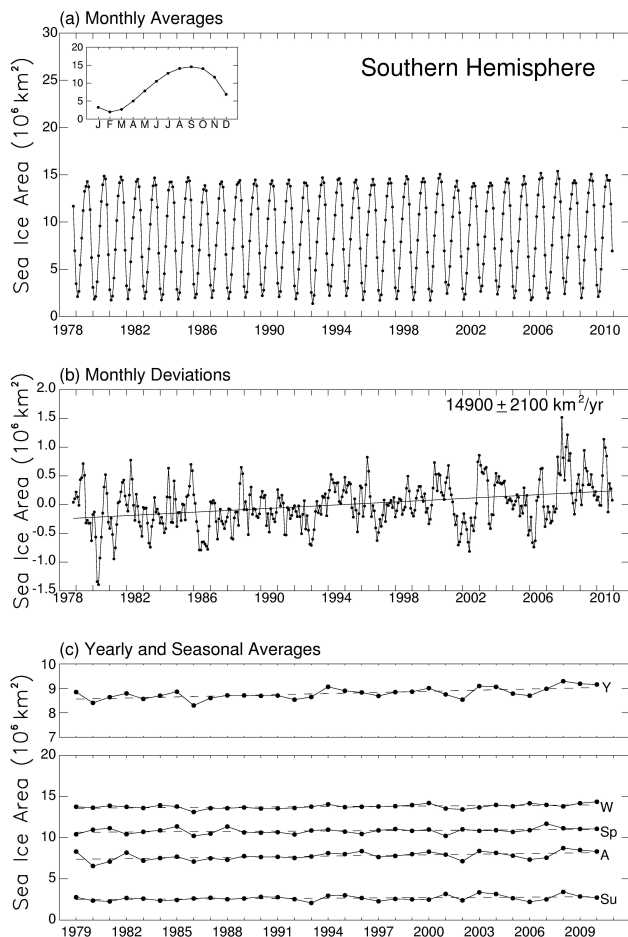 (a) Monthly Averages
Southern Hemisphere
Sea Ice Area (10⁶ km²)
30
25
20
15
10
5
0
20
15
10
5
0
J F M A M J J A S O N D
1978 1982 1986 1990 1994 1998 2002 2006 2010
(b) Monthly Deviations
14900 ± 2100 km²/yr
Sea Ice Area (10⁶ km²)
2.0
1.5
1.0
0.5
0.0
-0.5
-1.0
-1.5
1978 1982 1986 1990 1994 1998 2002 2006 2010
(c) Yearly and Seasonal Averages
Sea Ice Area (10⁶ km²)
10
9
8
7
Y
20
15
10
5
0
W
Sp
A
Su
1979 1982 1985 1988 1991 1994 1997 2000 2003 2006 2009